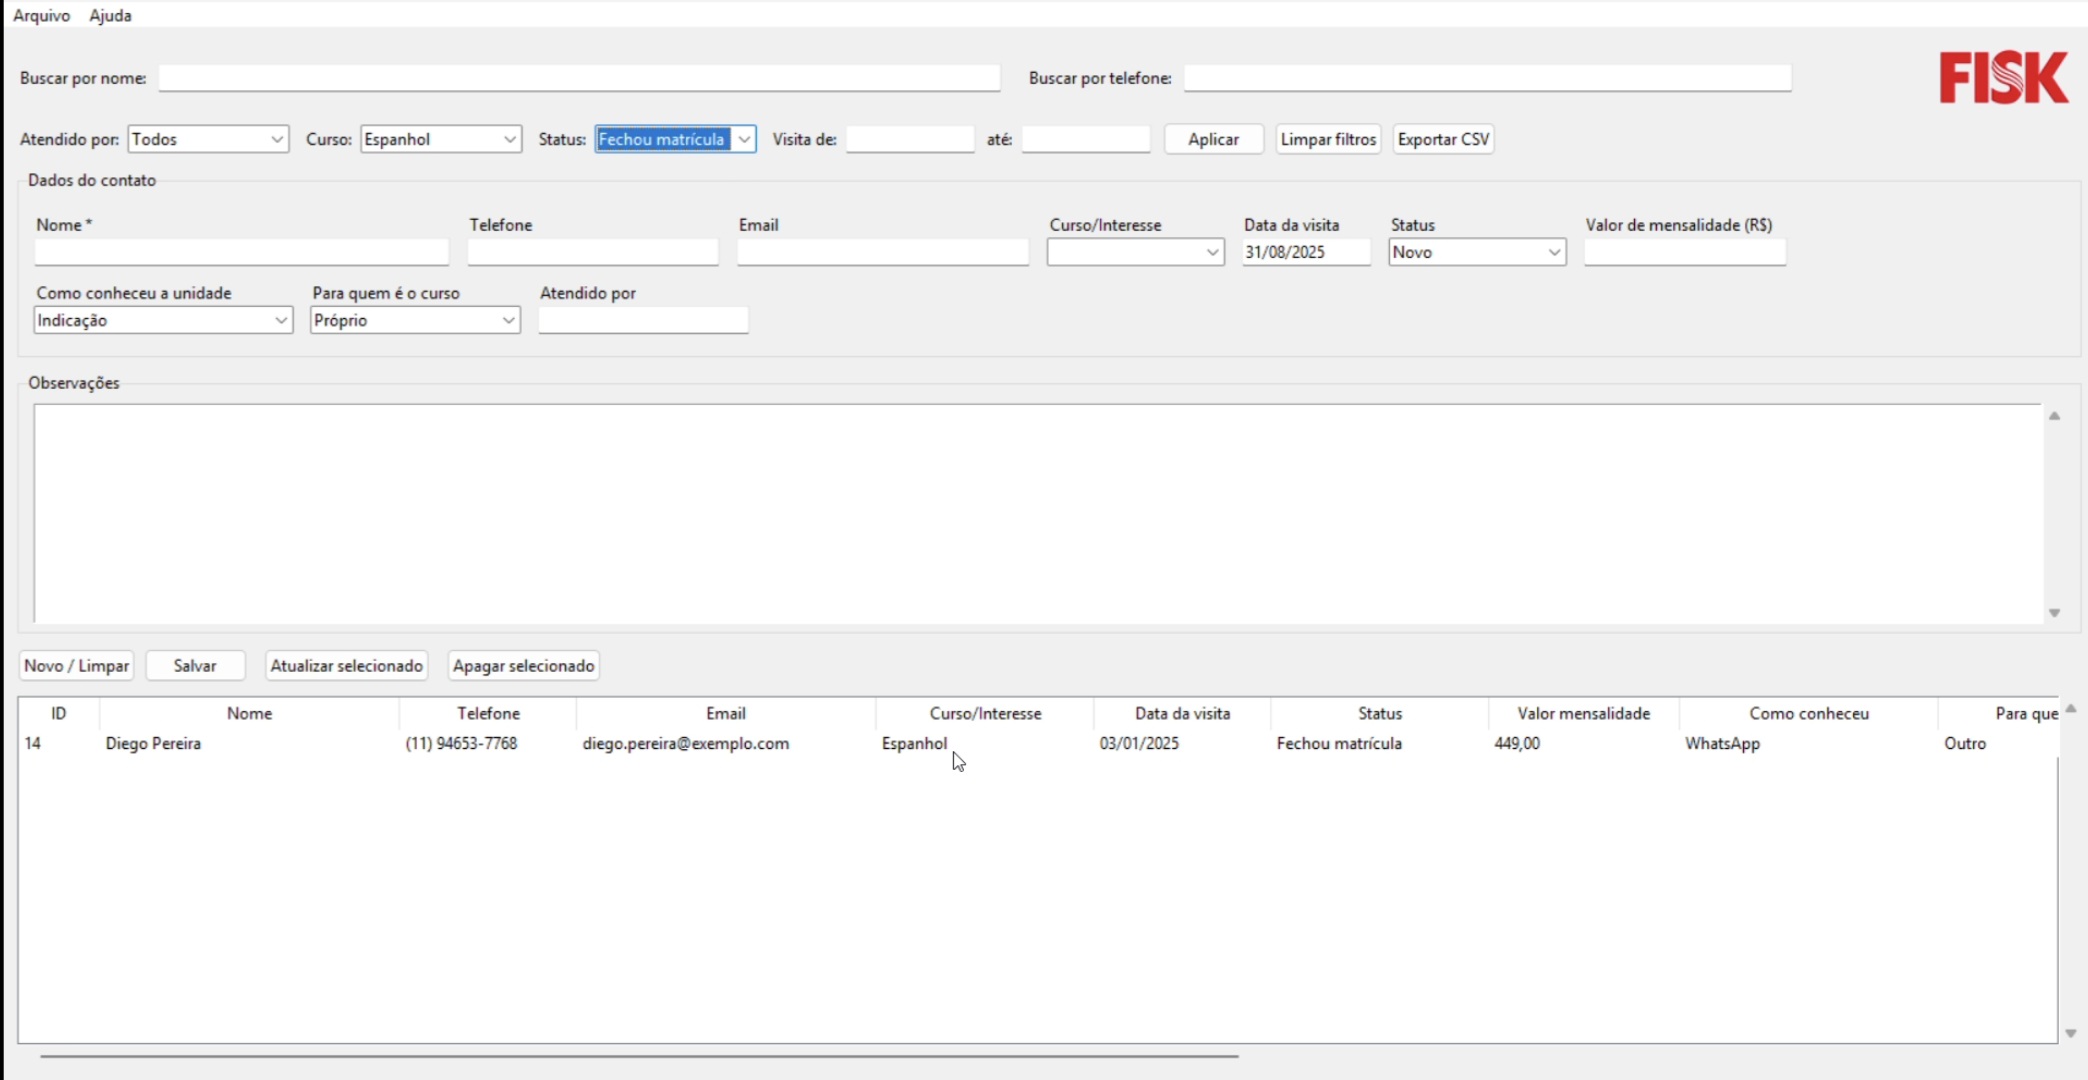 Arquivo Ajuda
FISK
Buscar por nome: Buscar por telefone:
Atendido por: Todos Curso: Espanhol Status: Fechou matrícula Visita de: até: Aplicar Limpar filtros Exportar CSV
Dados do contato
Nome * Telefone Email Curso/Interesse Data da visita Status Valor de mensalidade (R$)
31/08/2025 Novo
Como conheceu a unidade Para quem é o curso Atendido por
Indicação Próprio
Observações
Novo / Limpar Salvar Atualizar selecionado Apagar selecionado
ID Nome Telefone Email Curso/Interesse Data da visita Status Valor mensalidade Como conheceu Para que
14 Diego Pereira (11) 94653-7768 diego.pereira@exemplo.com Espanhol 03/01/2025 Fechou matrícula 449,00 WhatsApp Outro